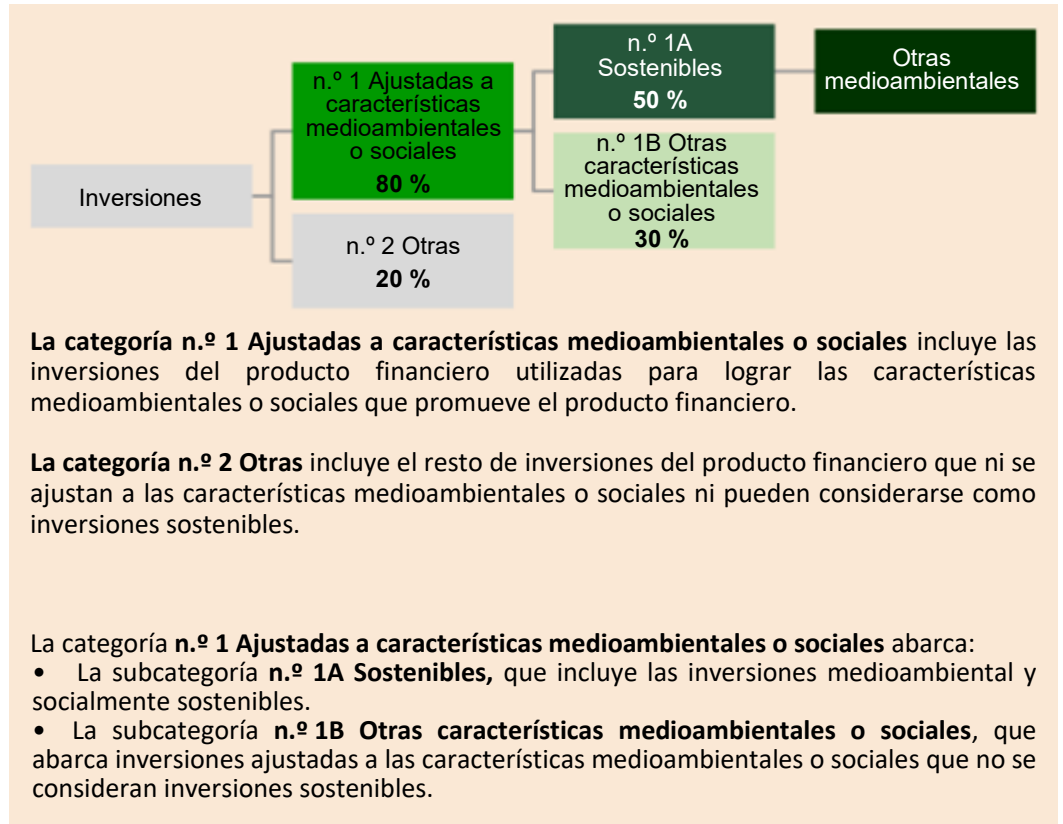 Inversiones
n.º 1 Ajustadas a
características
medioambientales
o sociales
80 %
n.º 2 Otras
20 %
n.º 1A
Sostenibles
50 %
n.º 1B Otras
características
medioambientales
o sociales
30 %
Otras
medioambientales
La categoría n.º 1 Ajustadas a características medioambientales o sociales incluye las
inversiones del producto financiero utilizadas para lograr las características
medioambientales o sociales que promueve el producto financiero.
La categoría n.º 2 Otras incluye el resto de inversiones del producto financiero que ni se
ajustan a las características medioambientales o sociales ni pueden considerarse como
inversiones sostenibles.
La categoría n.º 1 Ajustadas a características medioambientales o sociales abarca:
• La subcategoría n.º 1A Sostenibles, que incluye las inversiones medioambiental y
socialmente sostenibles.
• La subcategoría n.º 1B Otras características medioambientales o sociales, que
abarca inversiones ajustadas a las características medioambientales o sociales que no se
consideran inversiones sostenibles.